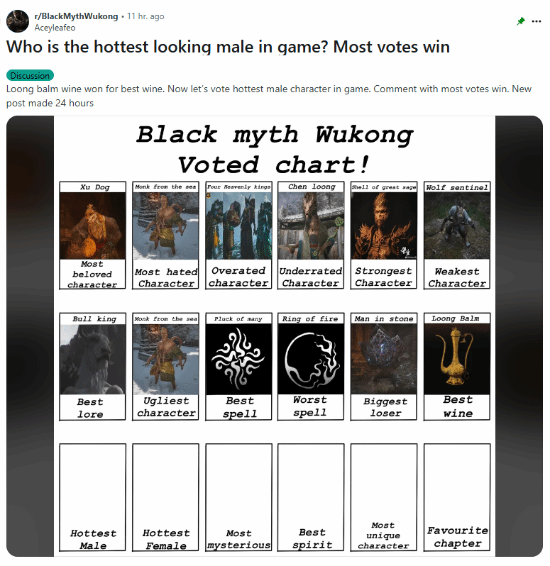 r/BlackMythWukong • 11 hr. ago
Aceyleafeo
Who is the hottest looking male in game? Most votes win
Discussion
Loong balm wine won for best wine. Now let's vote hottest male character in game. Comment with most votes win. New
post made 24 hours
Black myth Wukong
Voted chart!
Xu Dog
Monk from the sea
Four Heavenly kings
Chen loong
Shell of great sage
Wolf sentinel
Most
beloved
character
Most hated
Character
Overated
character
Underrated
Character
Strongest
Character
Weakest
Character
Bull king
Monk from the sea
Pluck of many
Ring of fire
Man in stone
Loong Balm
Best
lore
Ugliest
character
Best
spell
Worst
spell
Biggest
loser
Best
wine
Hottest
Male
Hottest
Female
Most
mysterious
Best
spirit
Most
unique
character
Favourite
chapter